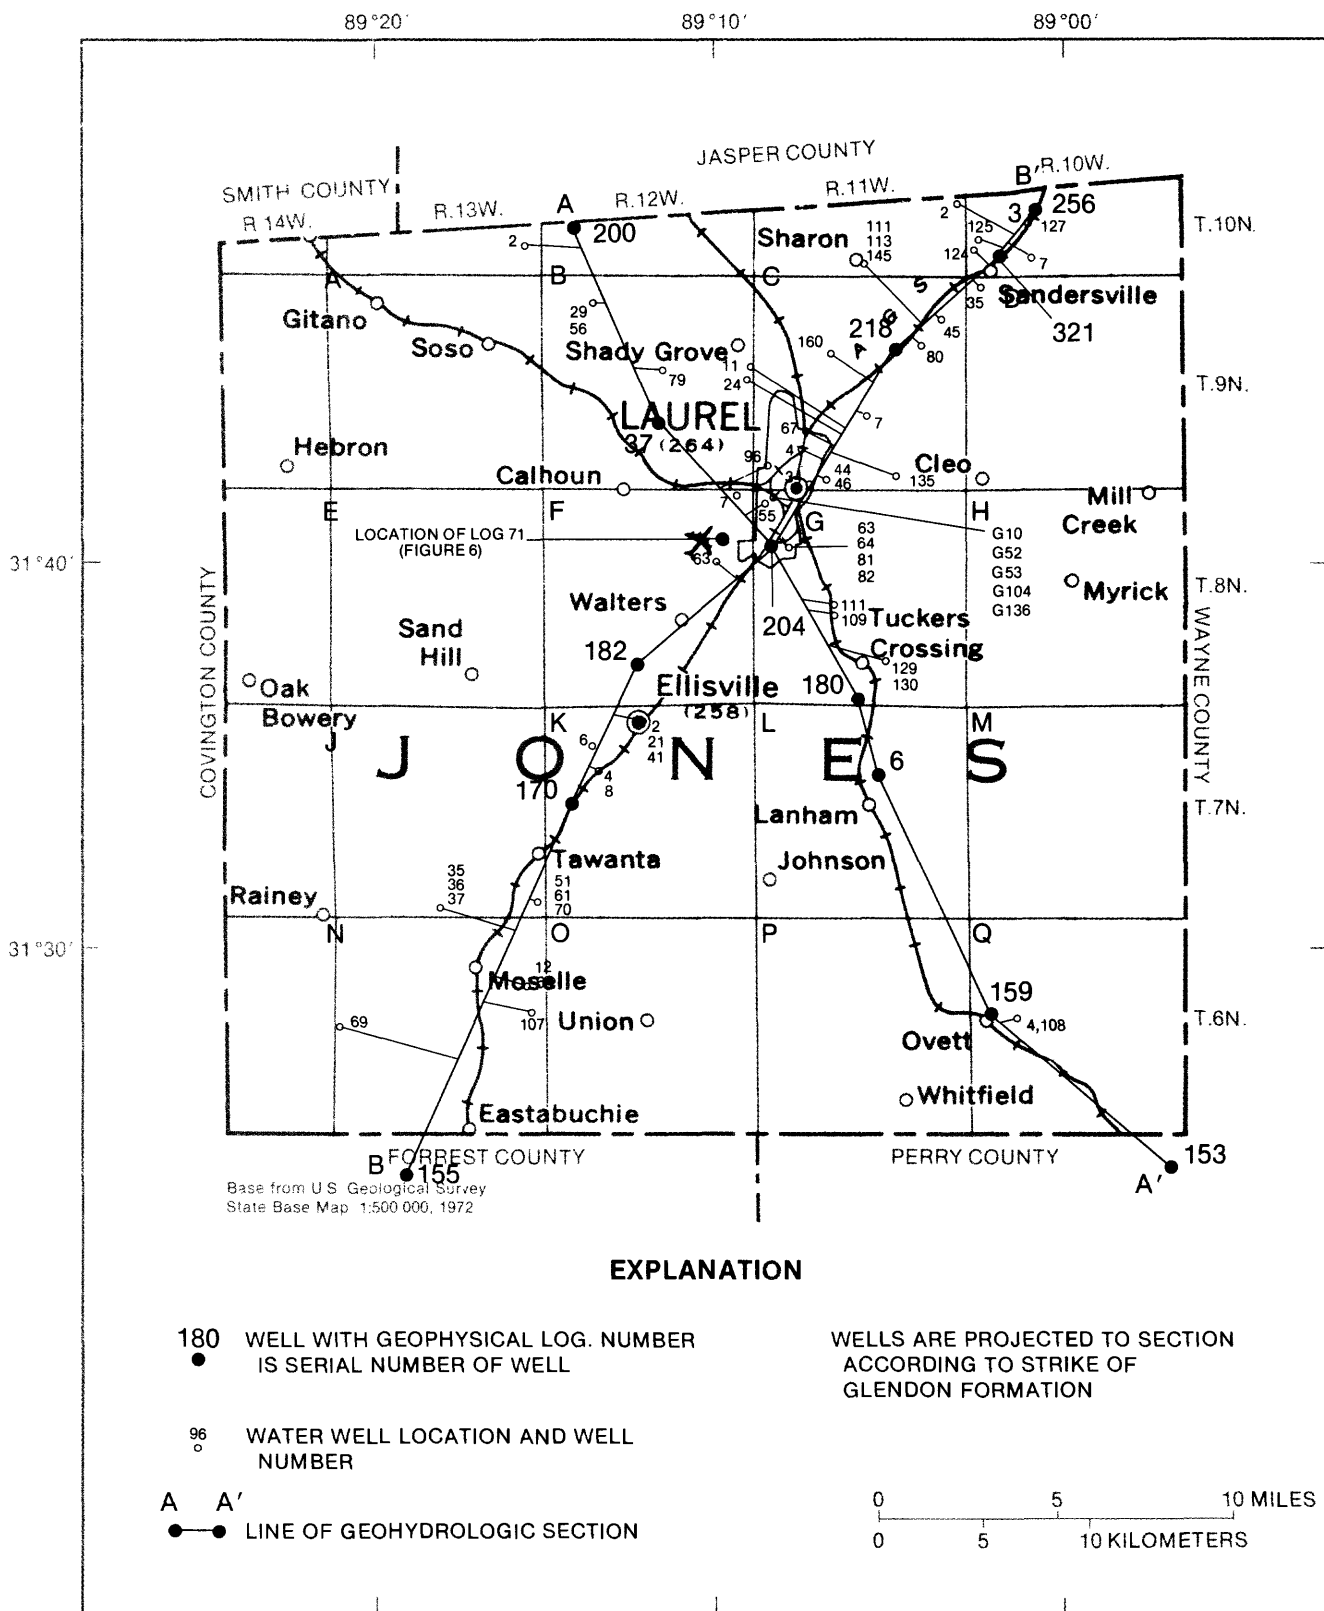 89°20'
89°10'
89°00'
JASPER COUNTY
SMITH COUNTY
R.14W.
R.13W.
A
R.12W.
R.11W.
B'
R.10W.
T.10N.
200
2
Sharon
111
113
145
2
3
256
125
127
124
7
A
B
C
D
Sandersville
35
321
Gitano
Soso
29
56
Shady Grove
79
160
218
A G S
45
80
11
24
7
T.9N.
LAUREL
37 (264)
67
4
96
Hebron
Calhoun
44
46
135
Cleo
Mill
Creek
7
55
E
F
G
H
LOCATION OF LOG 71
(FIGURE 6)
63
63
64
81
82
G10
G52
G53
G104
G136
31°40'
Myrick
T.8N.
COVINGTON COUNTY
WAYNE COUNTY
Walters
204
111
109
Tuckers
Crossing
Sand
Hill
182
129
130
180
Oak
Bowery
Ellisville
(258)
J
K
L
M
2
21
41
6
4
8
JONES
170
6
Lanham
T.7N.
Tawanta
Johnson
Rainey
35
36
37
51
61
70
N
O
P
Q
31°30'
12
Moselle
107
Union
69
159
4,108
Ovett
T.6N.
Whitfield
Eastabuchie
B
155
FORREST COUNTY
PERRY COUNTY
153
A'
Base from U.S. Geological Survey
State Base Map 1:500 000, 1972
EXPLANATION
180
WELL WITH GEOPHYSICAL LOG. NUMBER
IS SERIAL NUMBER OF WELL
WELLS ARE PROJECTED TO SECTION
ACCORDING TO STRIKE OF
GLENDON FORMATION
96
WATER WELL LOCATION AND WELL
NUMBER
A A'
LINE OF GEOHYDROLOGIC SECTION
0 5 10 MILES
0 5 10 KILOMETERS